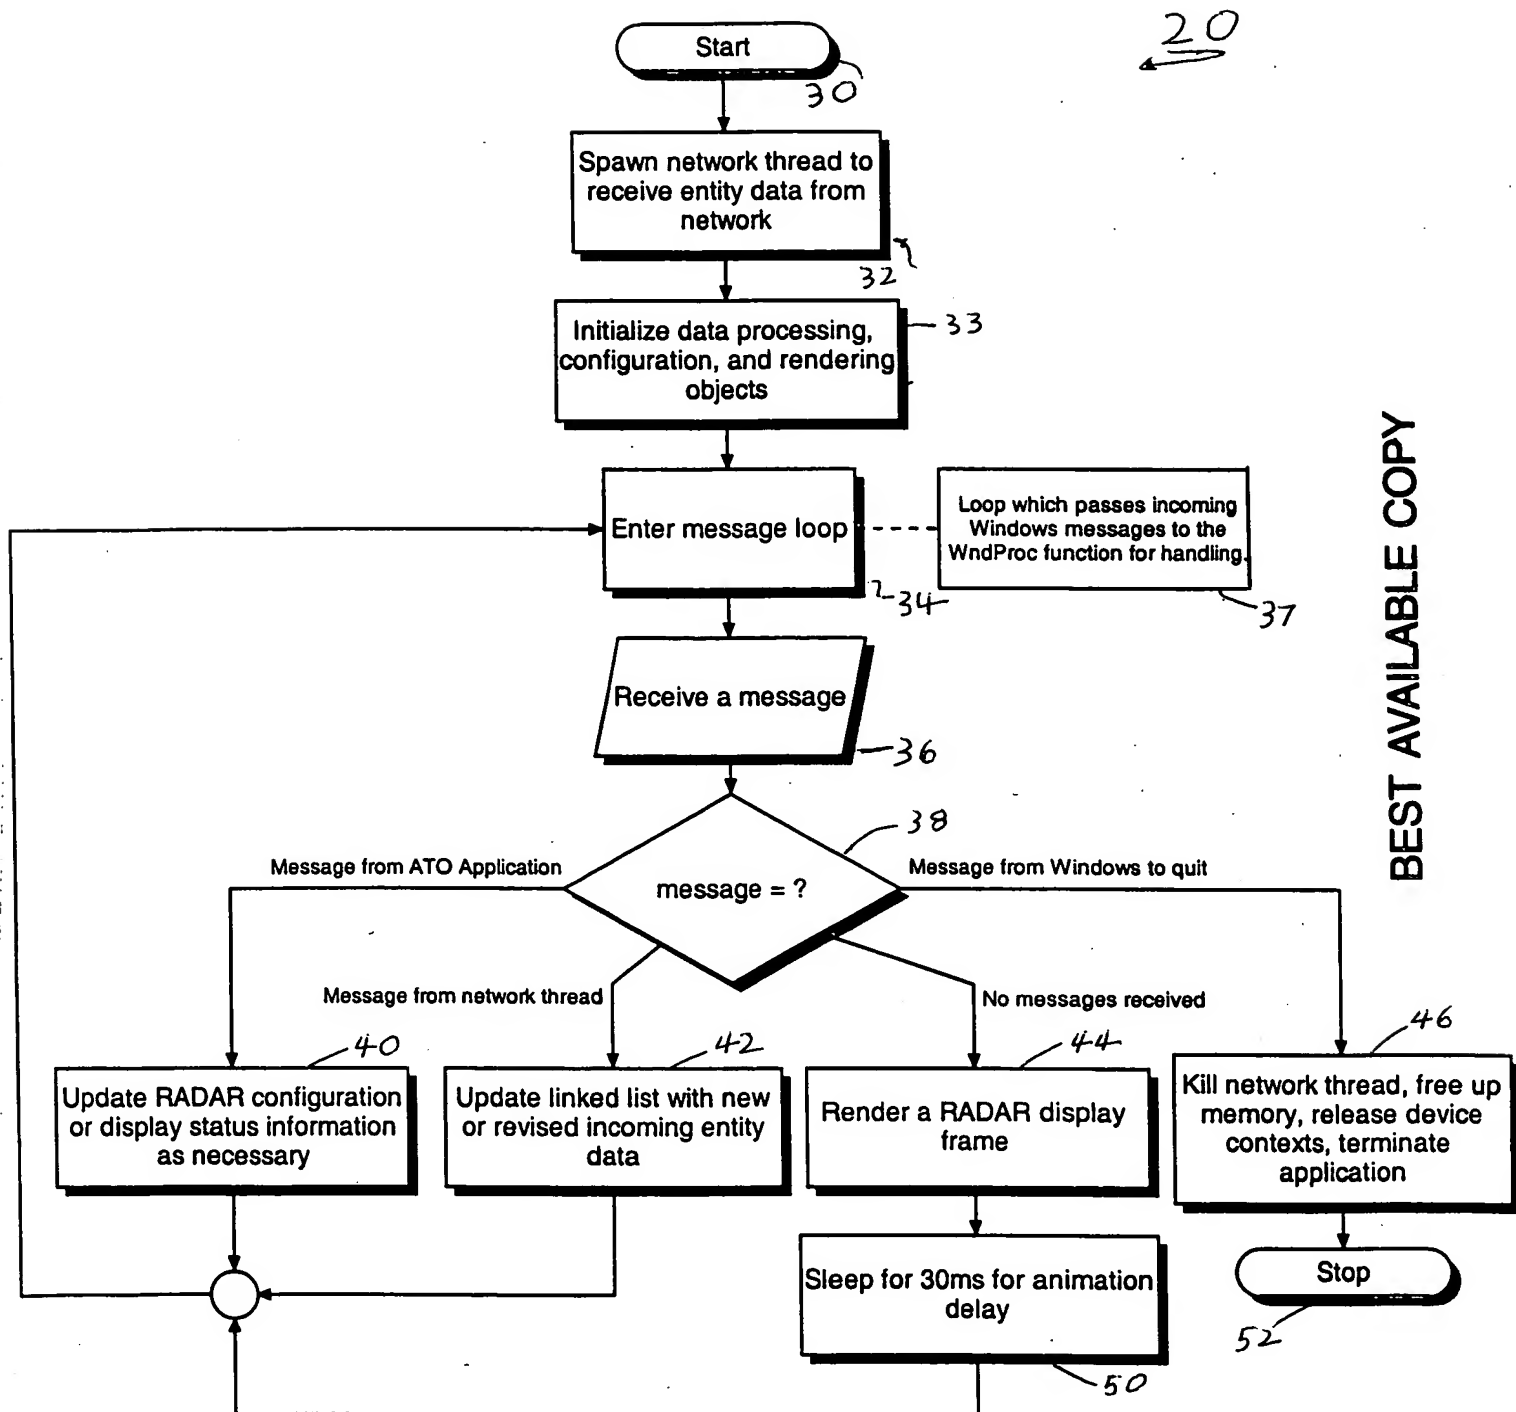 20
Start
30
Spawn network thread to
receive entity data from
network
32
Initialize data processing,
configuration, and rendering
objects
33
Enter message loop
34
Loop which passes incoming
Windows messages to the
WndProc function for handling.
37
Receive a message
36
BEST AVAILABLE COPY
message = ?
38
Message from ATO Application
Message from Windows to quit
Message from network thread
No messages received
40
Update RADAR configuration
or display status information
as necessary
42
Update linked list with new
or revised incoming entity
data
44
Render a RADAR display
frame
46
Kill network thread, free up
memory, release device
contexts, terminate
application
Sleep for 30ms for animation
delay
50
Stop
52